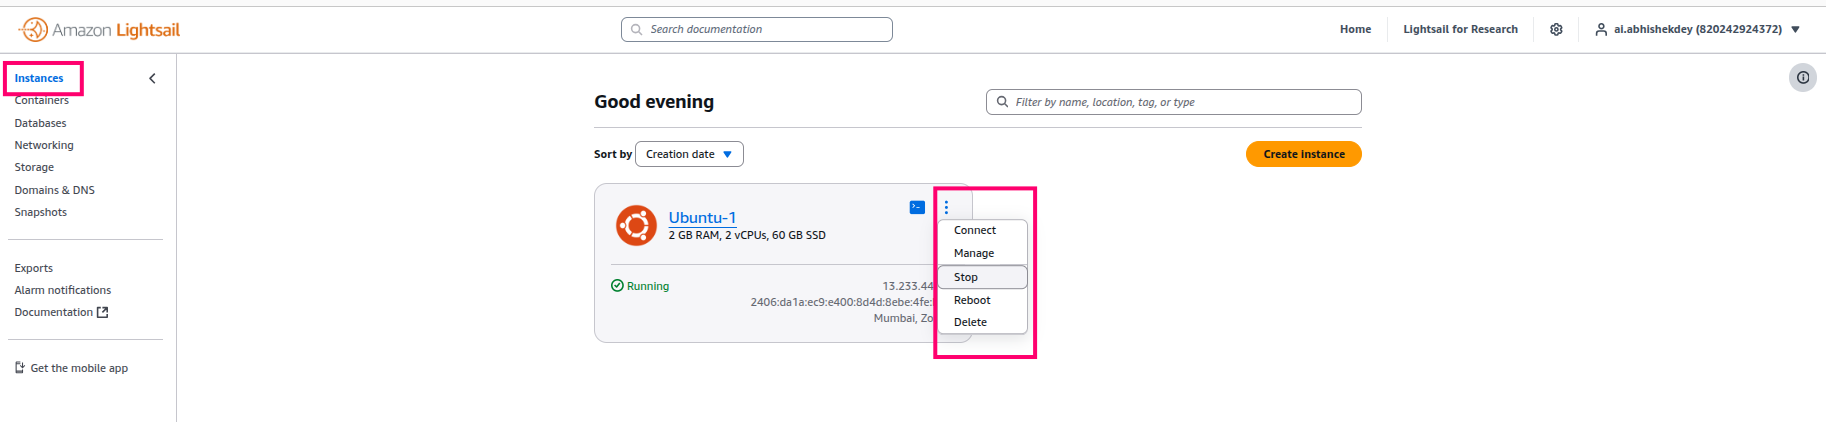 Amazon Lightsail
Search documentation
Home
Lightsail for Research
ai.abhishekdey (820242924372)
Instances
Containers
Databases
Networking
Storage
Domains & DNS
Snapshots
Exports
Alarm notifications
Documentation
Get the mobile app
Good evening
Filter by name, location, tag, or type
Sort by
Creation date
Create instance
Ubuntu-1
2 GB RAM, 2 vCPUs, 60 GB SSD
Running
13.233.44
2406:da1a:ec9:e400:8d4d:8ebe:4fe:
Mumbai, Zo
Connect
Manage
Stop
Reboot
Delete